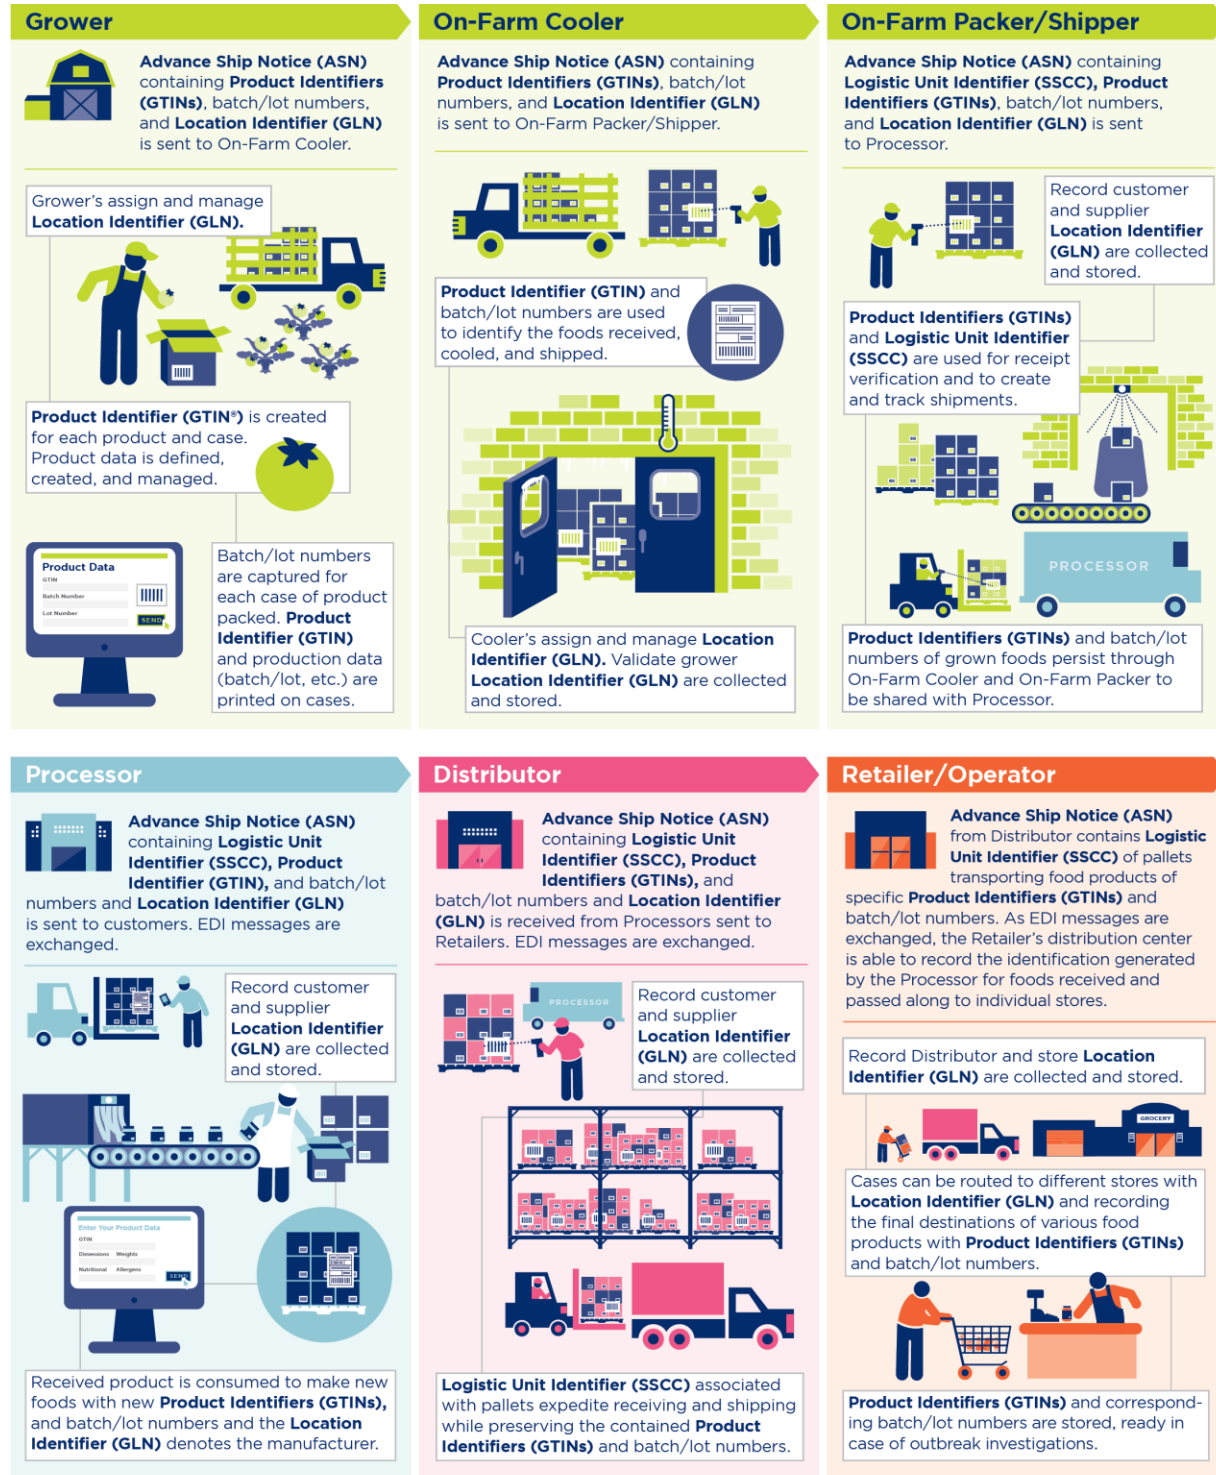 Grower
Advance Ship Notice (ASN)
containing Product Identifiers
(GTINs), batch/lot numbers,
and Location Identifier (GLN)
is sent to On-Farm Cooler.
Grower's assign and manage
Location Identifier (GLN).
Product Identifier (GTIN®) is created
for each product and case.
Product data is defined,
created, and managed.
Product Data
GTIN
Batch Number
Lot Number
SEND
Batch/lot numbers
are captured for
each case of product
packed. Product
Identifier (GTIN)
and production data
(batch/lot, etc.) are
printed on cases.
On-Farm Cooler
Advance Ship Notice (ASN) containing
Product Identifiers (GTINs), batch/lot
numbers, and Location Identifier (GLN)
is sent to On-Farm Packer/Shipper.
Product Identifier (GTIN) and
batch/lot numbers are used
to identify the foods received,
cooled, and shipped.
Cooler's assign and manage Location
Identifier (GLN). Validate grower
Location Identifier (GLN) are collected
and stored.
On-Farm Packer/Shipper
Advance Ship Notice (ASN) containing
Logistic Unit Identifier (SSCC), Product
Identifiers (GTINs), batch/lot numbers,
and Location Identifier (GLN) is sent
to Processor.
Record customer
and supplier
Location Identifier
(GLN) are collected
and stored.
Product Identifiers (GTINs)
and Logistic Unit Identifier
(SSCC) are used for receipt
verification and to create
and track shipments.
PROCESSOR
Product Identifiers (GTINs) and batch/lot
numbers of grown foods persist through
On-Farm Cooler and On-Farm Packer to
be shared with Processor.
Processor
Advance Ship Notice (ASN)
containing Logistic Unit
Identifier (SSCC), Product
Identifier (GTIN), and batch/lot
numbers and Location Identifier (GLN)
is sent to customers. EDI messages are
exchanged.
Record customer
and supplier
Location Identifier
(GLN) are collected
and stored.
Enter Your Product Data
GTIN
Dimensions Weights
Nutritional Allergens
SEND
Received product is consumed to make new
foods with new Product Identifiers (GTINs),
and batch/lot numbers and the Location
Identifier (GLN) denotes the manufacturer.
Distributor
Advance Ship Notice (ASN)
containing Logistic Unit
Identifier (SSCC), Product
Identifiers (GTINs), and
batch/lot numbers and Location Identifier
(GLN) is received from Processors sent to
Retailers. EDI messages are exchanged.
PROCESSOR
Record customer
and supplier
Location Identifier
(GLN) are collected
and stored.
Logistic Unit Identifier (SSCC) associated
with pallets expedite receiving and shipping
while preserving the contained Product
Identifiers (GTINs) and batch/lot numbers.
Retailer/Operator
Advance Ship Notice (ASN)
from Distributor contains Logistic
Unit Identifier (SSCC) of pallets
transporting food products of
specific Product Identifiers (GTINs) and
batch/lot numbers. As EDI messages are
exchanged, the Retailer's distribution center
is able to record the identification generated
by the Processor for foods received and
passed along to individual stores.
Record Distributor and store Location
Identifier (GLN) are collected and stored.
GROCERY
Cases can be routed to different stores with
Location Identifier (GLN) and recording
the final destinations of various food
products with Product Identifiers (GTINs)
and batch/lot numbers.
Product Identifiers (GTINs) and correspond-
ing batch/lot numbers are stored, ready in
case of outbreak investigations.